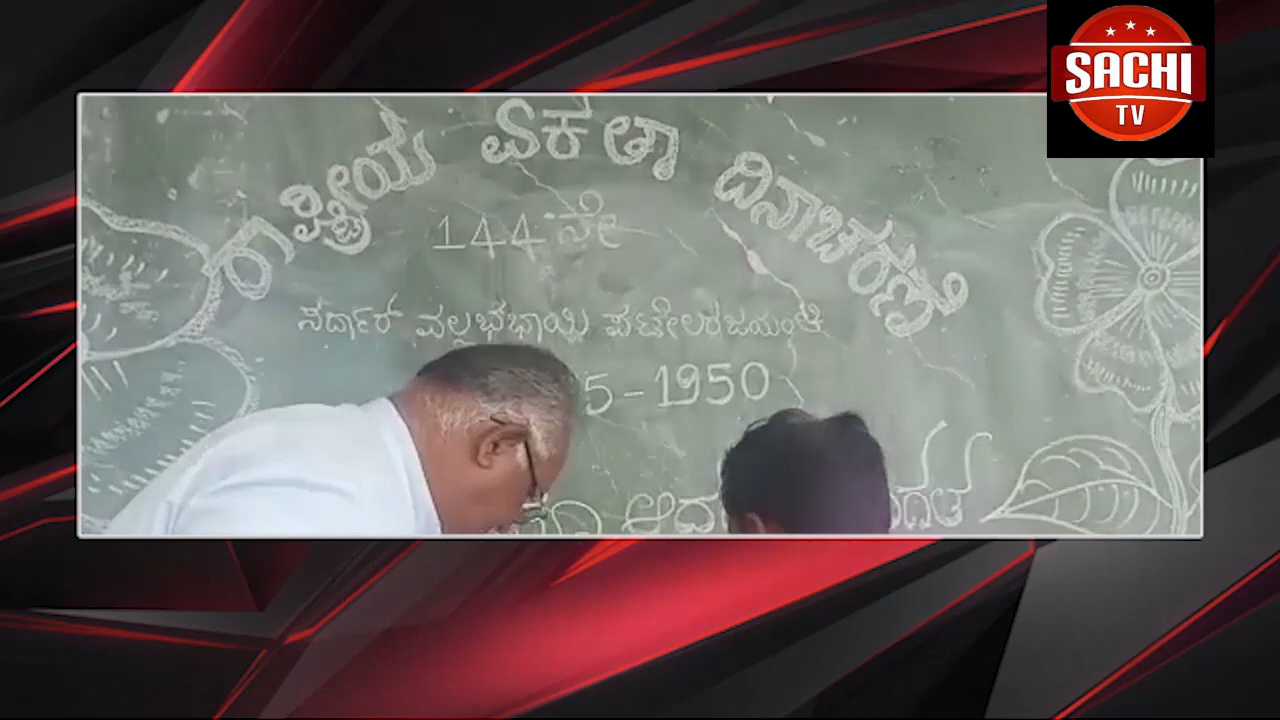 SACHI
TV
ರಾಷ್ಟ್ರೀಯ ಏಕತಾ ದಿನಾಚರಣೆ
144 ನೇ
ಸರ್ದಾರ್ ವಲ್ಲಭಭಾಯಿ ಪಟೇಲರ ಜಯಂತಿ
5-1950